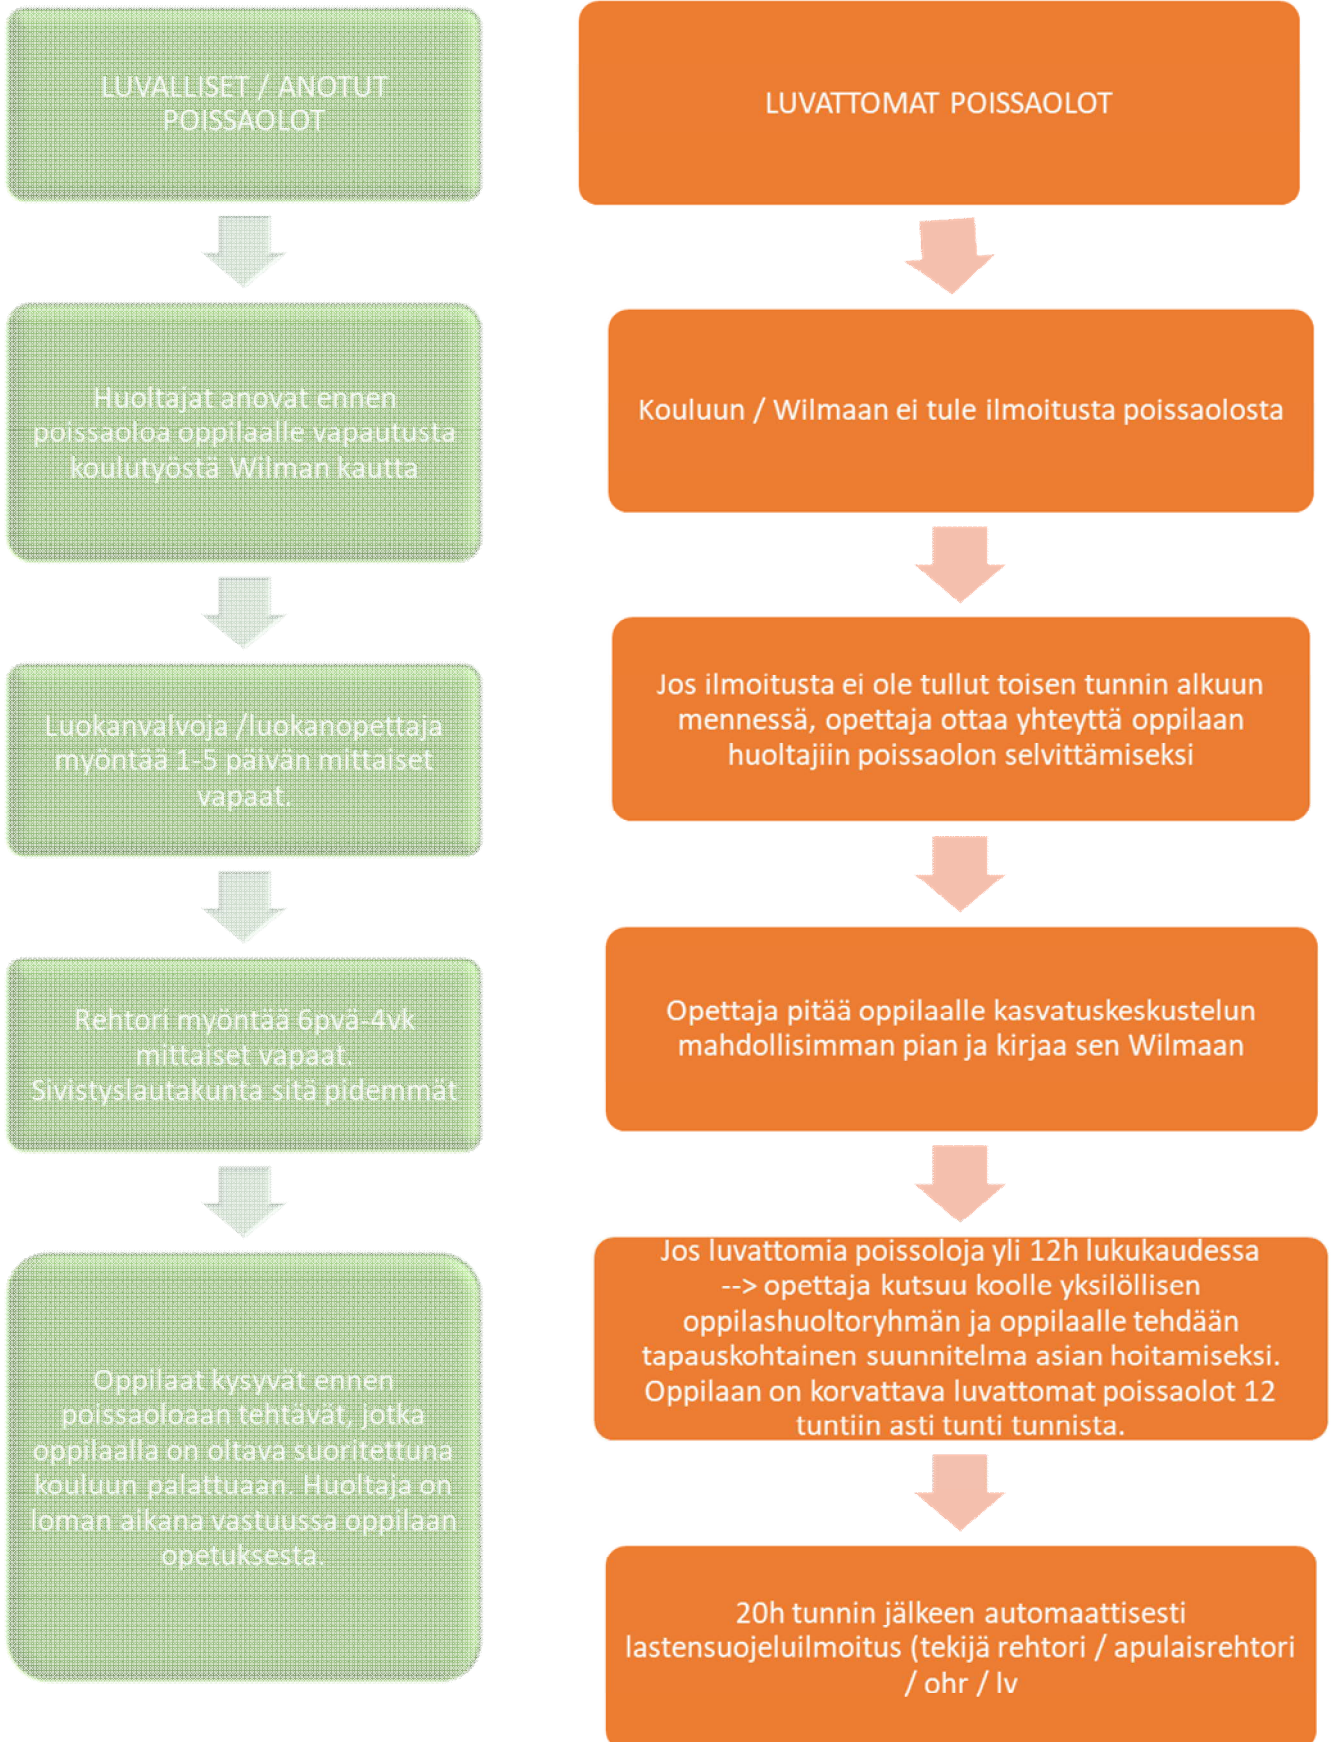 LUVALLISET / ANOTUT
POISSAOLOT
Huoltajat anovat ennen
poissaoloa oppilaalle vapautusta
koulutyöstä Wilman kautta
Luokanvalvoja /luokanopettaja
myöntää 1-5 päivän mittaiset
vapaat.
Rehtori myöntää 6pvä-4vk
mittaiset vapaat.
Sivistyslautakunta sitä pidemmät
Oppilaat kysyvät ennen
poissaoloaan tehtävät, jotka
oppilaalla on oltava suoritettuna
kouluun palattuaan. Huoltaja on
loman aikana vastuussa oppilaan
opetuksesta.
LUVATTOMAT POISSAOLOT
Kouluun / Wilmaan ei tule ilmoitusta poissaolosta
Jos ilmoitusta ei ole tullut toisen tunnin alkuun
mennessä, opettaja ottaa yhteyttä oppilaan
huoltajiin poissaolon selvittämiseksi
Opettaja pitää oppilaalle kasvatuskeskustelun
mahdollisimman pian ja kirjaa sen Wilmaan
Jos luvattomia poissoloja yli 12h lukukaudessa
--> opettaja kutsuu koolle yksilöllisen
oppilashuoltoryhmän ja oppilaalle tehdään
tapauskohtainen suunnitelma asian hoitamiseksi.
Oppilaan on korvattava luvattomat poissaolot 12
tuntiin asti tunti tunnista.
20h tunnin jälkeen automaattisesti
lastensuojeluilmoitus (tekijä rehtori / apulaisrehtori
/ ohr / lv